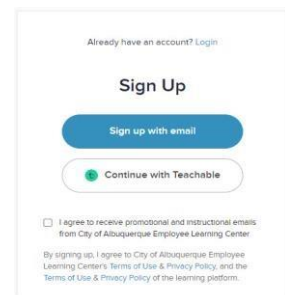 Already have an account? Login
Sign Up
Sign up with email
Continue with Teachable
I agree to receive promotional and instructional emails
from City of Albuquerque Employee Learning Center
By signing up, I agree to City of Albuquerque Employee
Learning Center's Terms of Use & Privacy Policy, and the
Terms of Use & Privacy Policy of the learning platform.